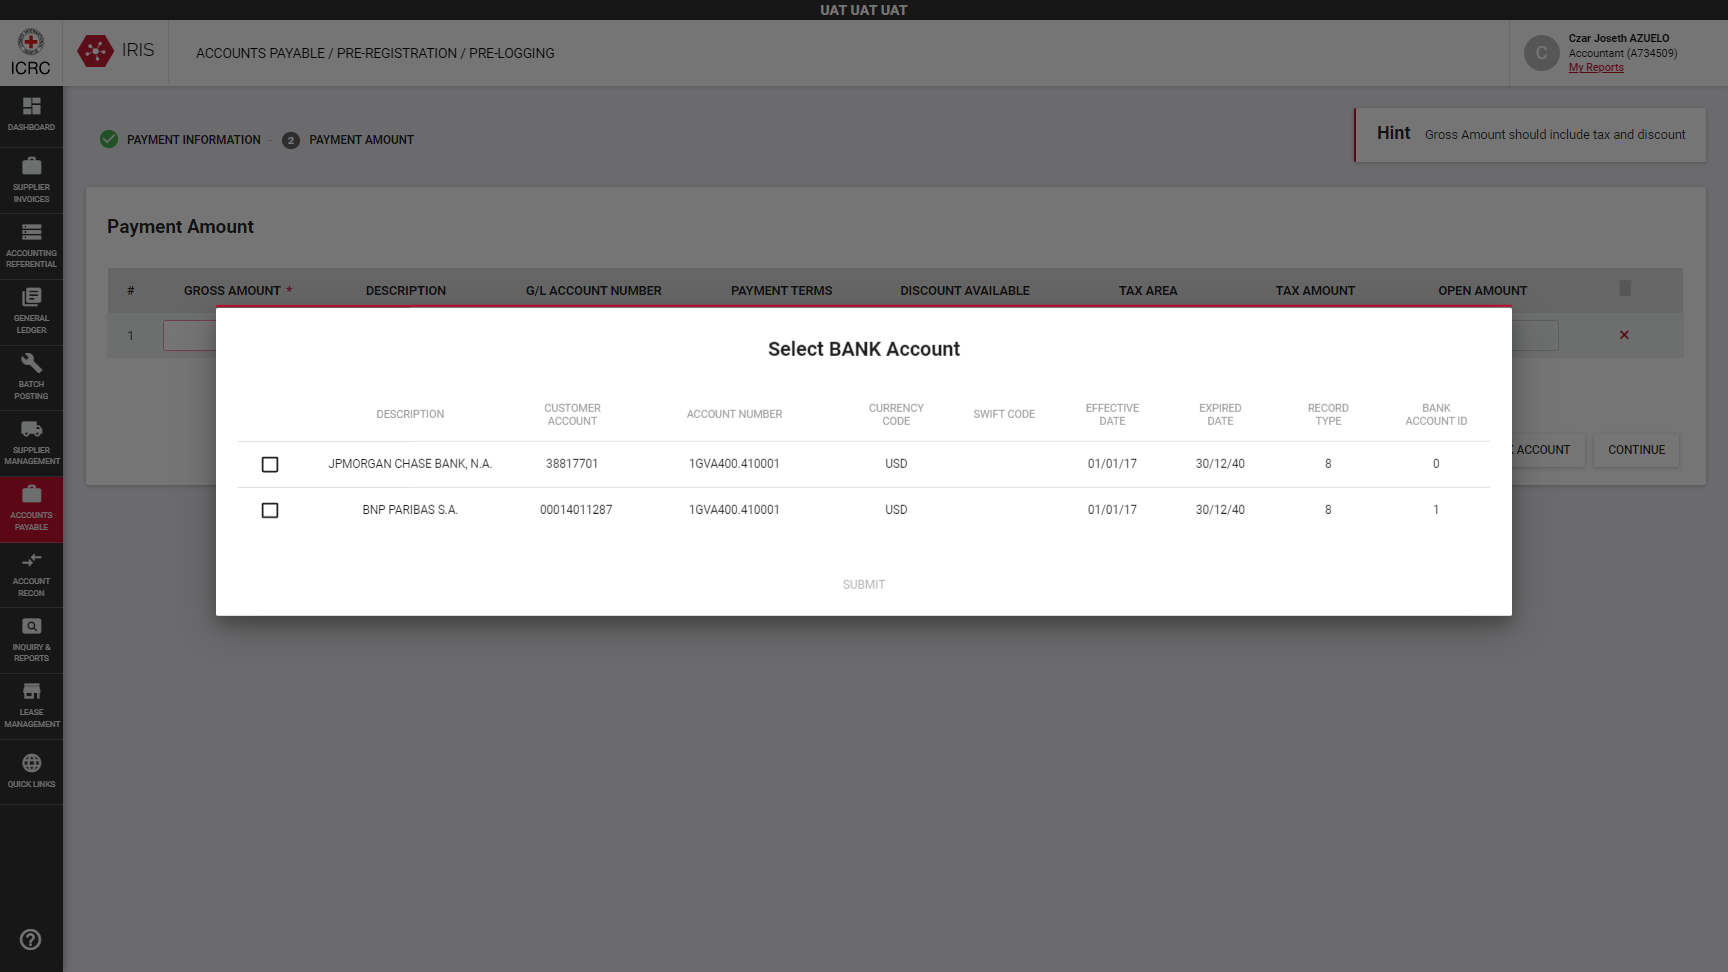 UAT UAT UAT
ICRC
IRIS
ACCOUNTS PAYABLE / PRE-REGISTRATION / PRE-LOGGING
C
Czar Joseth AZUELO
Accountant (A734509)
My Reports
DASHBOARD
SUPPLIER
INVOICES
ACCOUNTING
REFERENTIAL
GENERAL
LEDGER
BATCH
POSTING
SUPPLIER
MANAGEMENT
ACCOUNTS
PAYABLE
ACCOUNT
RECON
INQUIRY &
REPORTS
LEASE
MANAGEMENT
QUICK LINKS
PAYMENT INFORMATION - 2 PAYMENT AMOUNT
Hint Gross Amount should include tax and discount
Payment Amount
# GROSS AMOUNT * DESCRIPTION G/L ACCOUNT NUMBER PAYMENT TERMS DISCOUNT AVAILABLE TAX AREA TAX AMOUNT OPEN AMOUNT
1
ACCOUNT CONTINUE
Select BANK Account
DESCRIPTION CUSTOMER ACCOUNT ACCOUNT NUMBER CURRENCY CODE SWIFT CODE EFFECTIVE DATE EXPIRED DATE RECORD TYPE BANK ACCOUNT ID
JPMORGAN CHASE BANK, N.A. 38817701 1GVA400.410001 USD 01/01/17 30/12/40 8 0
BNP PARIBAS S.A. 00014011287 1GVA400.410001 USD 01/01/17 30/12/40 8 1
SUBMIT